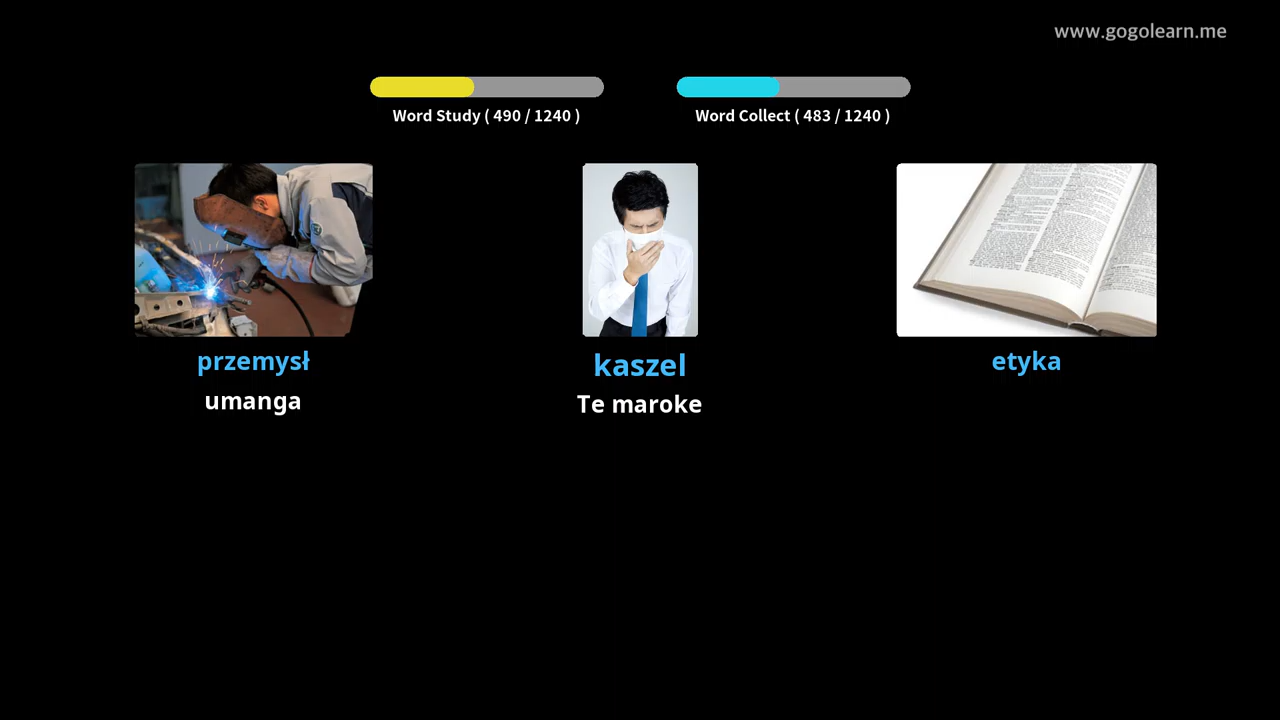 www.gogolearn.me
Word Study ( 490 / 1240 )
Word Collect ( 483 / 1240 )
przemysł
umanga
kaszel
Te maroke
etyka